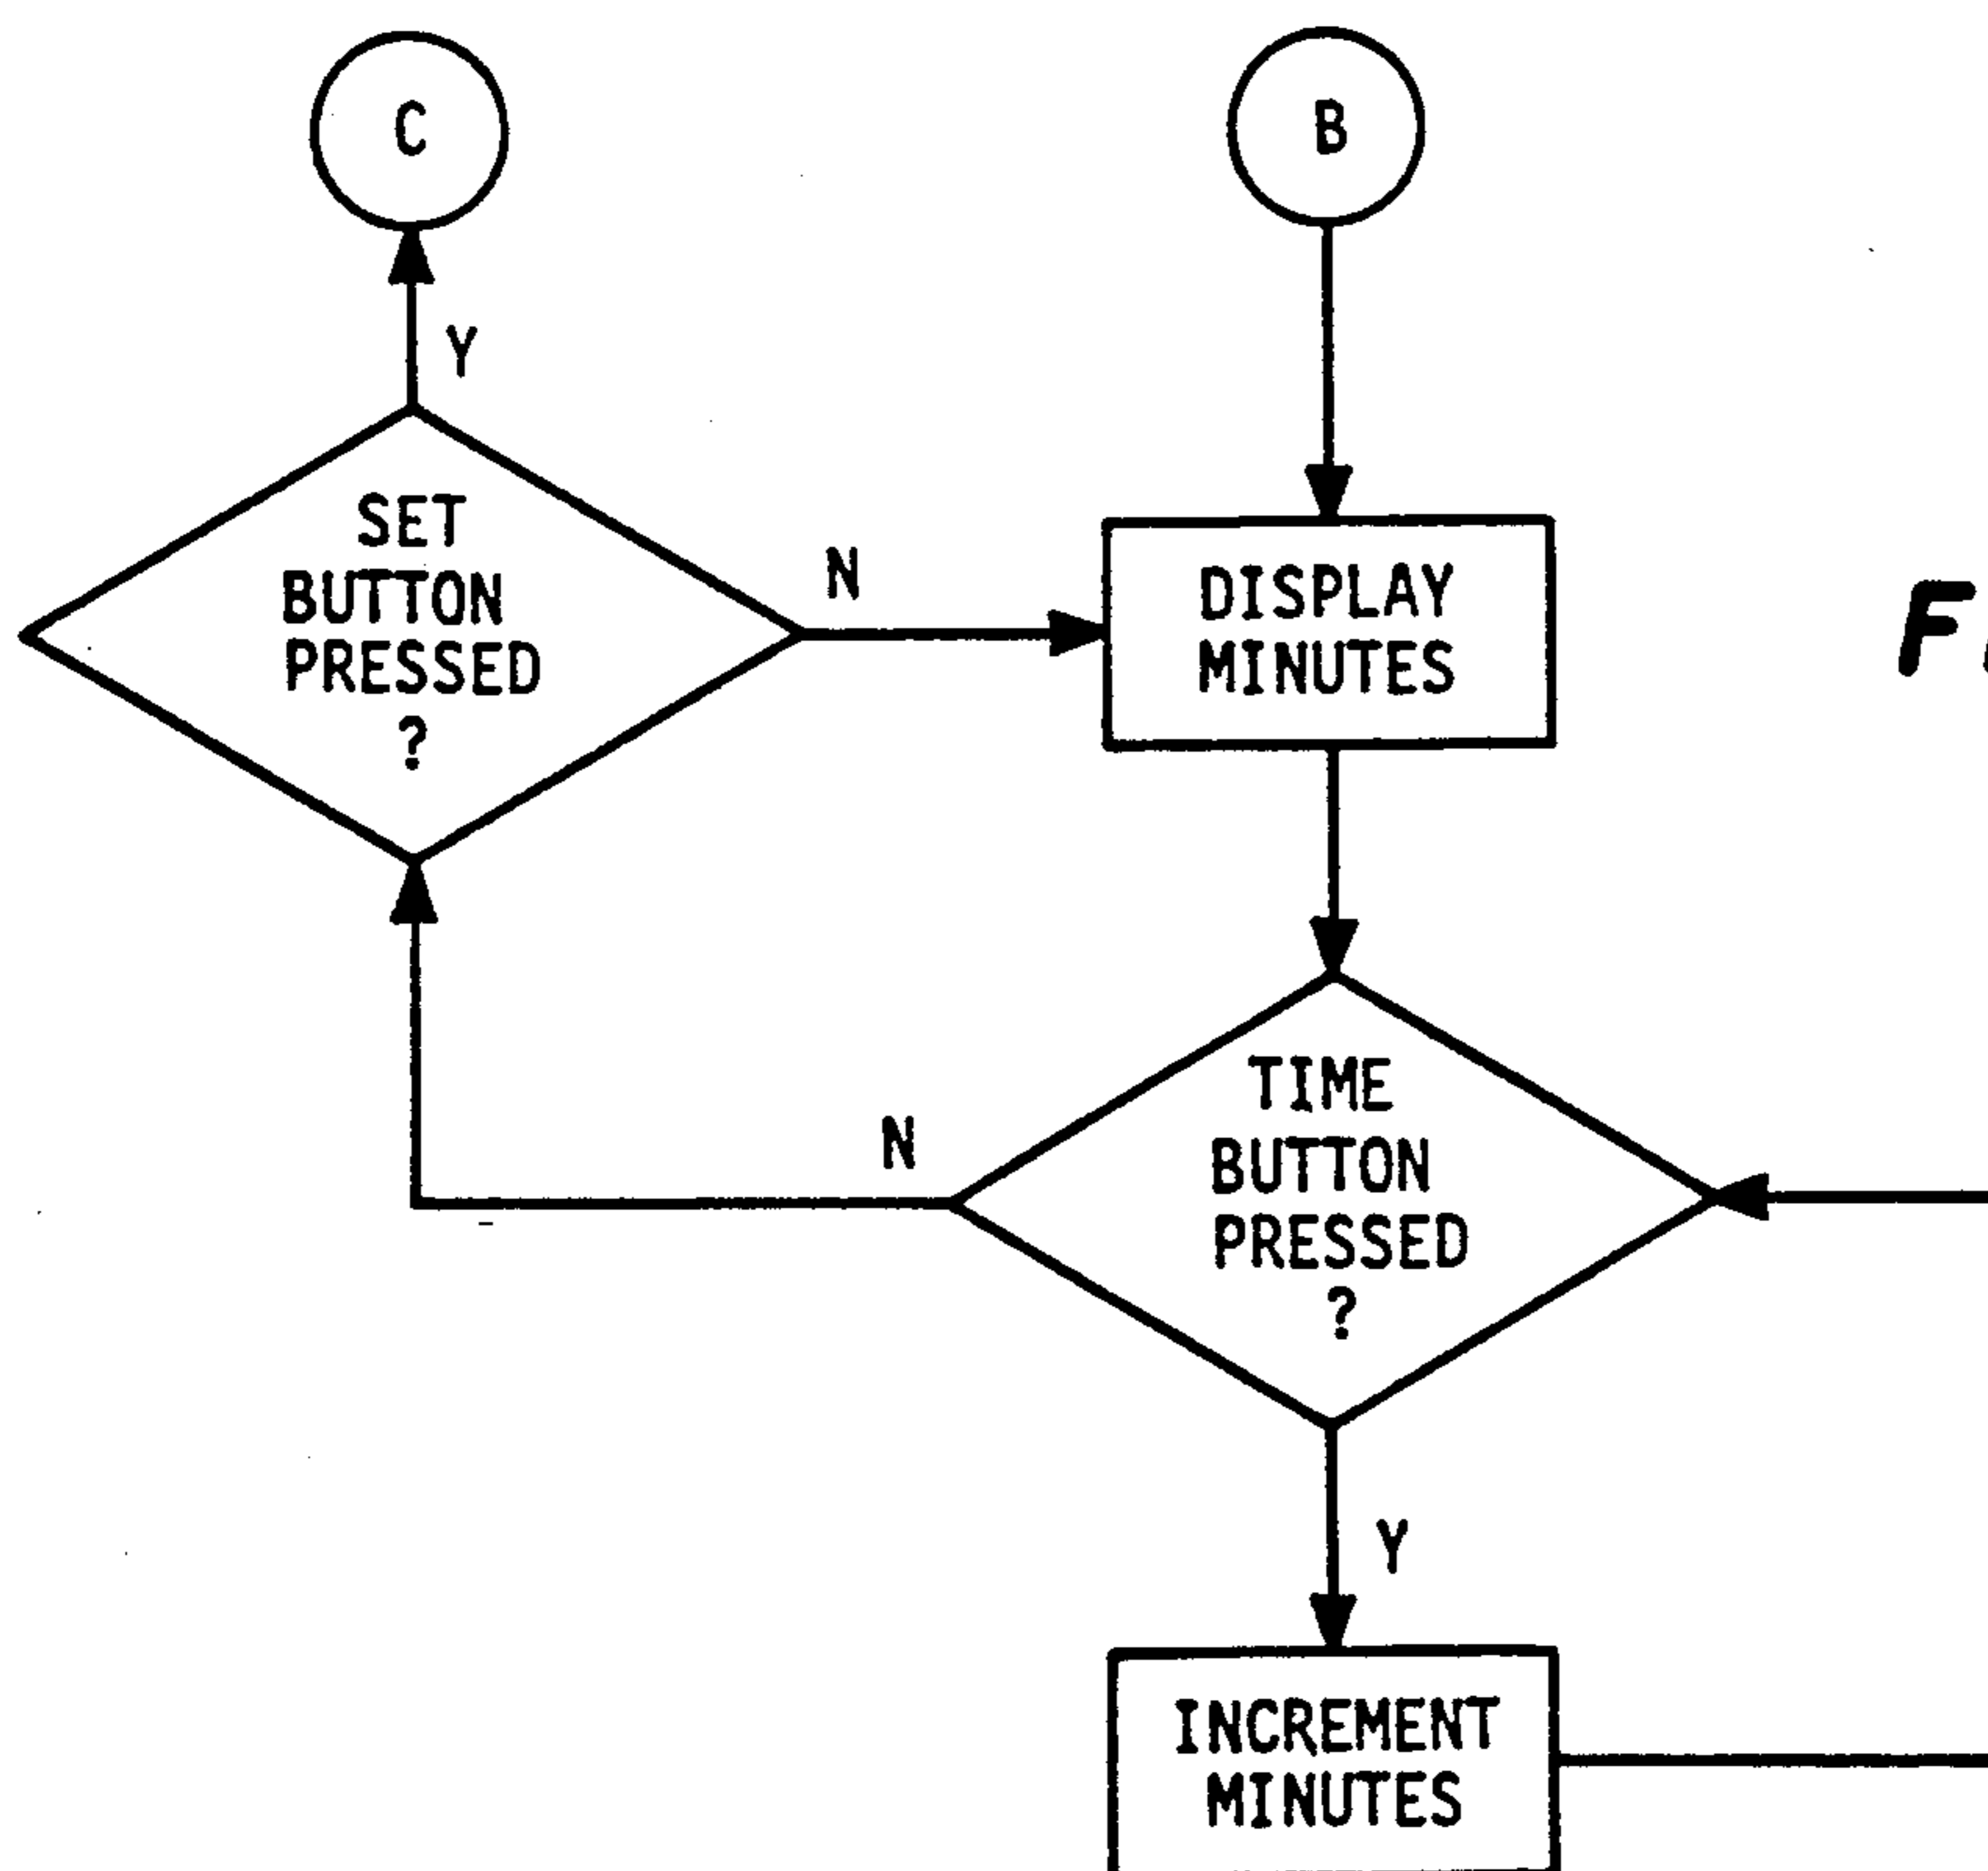 C
B
Y
SET
BUTTON
PRESSED
?
N
DISPLAY
MINUTES
N
TIME
BUTTON
PRESSED
?
Y
INCREMENT
MINUTES